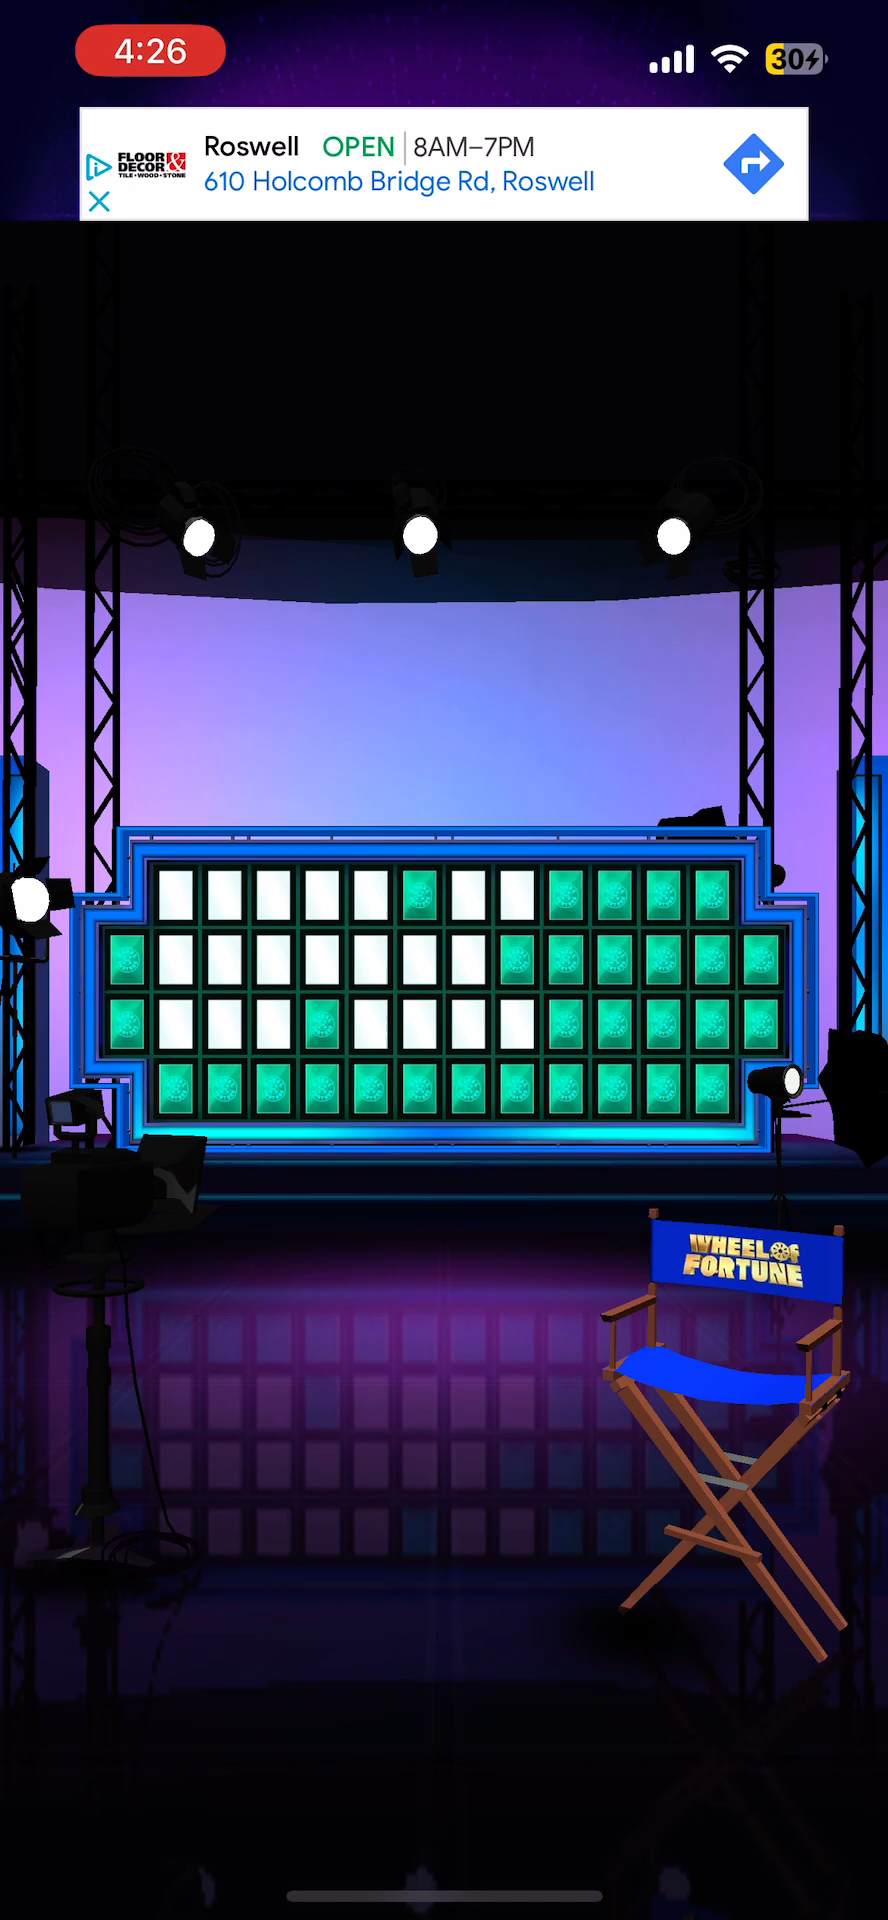 4:26
30
Roswell OPEN 8AM–7PM
FLOOR & DECOR
TILE•WOOD•STONE
610 Holcomb Bridge Rd, Roswell
WHEEL OF
FORTUNE